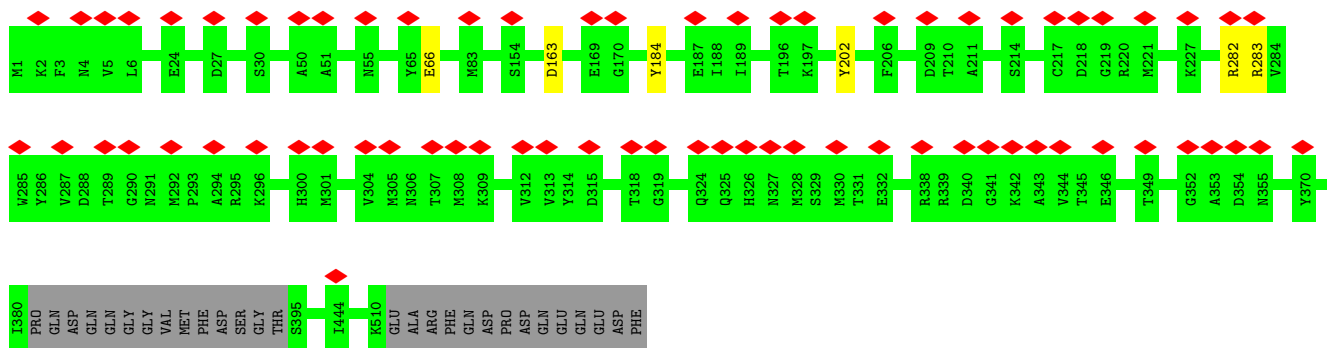 M1 K2 F3 N4 V5 L6 E24 D27 S30 A50 A51 N55 Y65 E66 M83 S154 D163 E169 G170 Y184 E187 I188 I189 T196 K197 Y202 F206 D209 T210 A211 S214 C217 D218 G219 R220 M221 K227 R282 R283 V284
W285 Y286 V287 D288 T289 G290 N291 M292 P293 A294 R295 K296 H300 M301 V304 M305 N306 T307 M308 K309 V312 V313 Y314 D315 T318 G319 Q324 Q325 H326 N327 M328 S329 M330 T331 E332 R338 R339 D340 G341 K342 A343 V344 T345 E346 T349 G352 A353 D354 N355 Y370
I380 PRO GLN ASP GLN GLN GLY GLY VAL MET PHE ASP SER GLY THR S395 I444 K510 GLU ALA ARG PHE GLN ASP PRO ASP GLN GLU GLN GLU ASP PHE